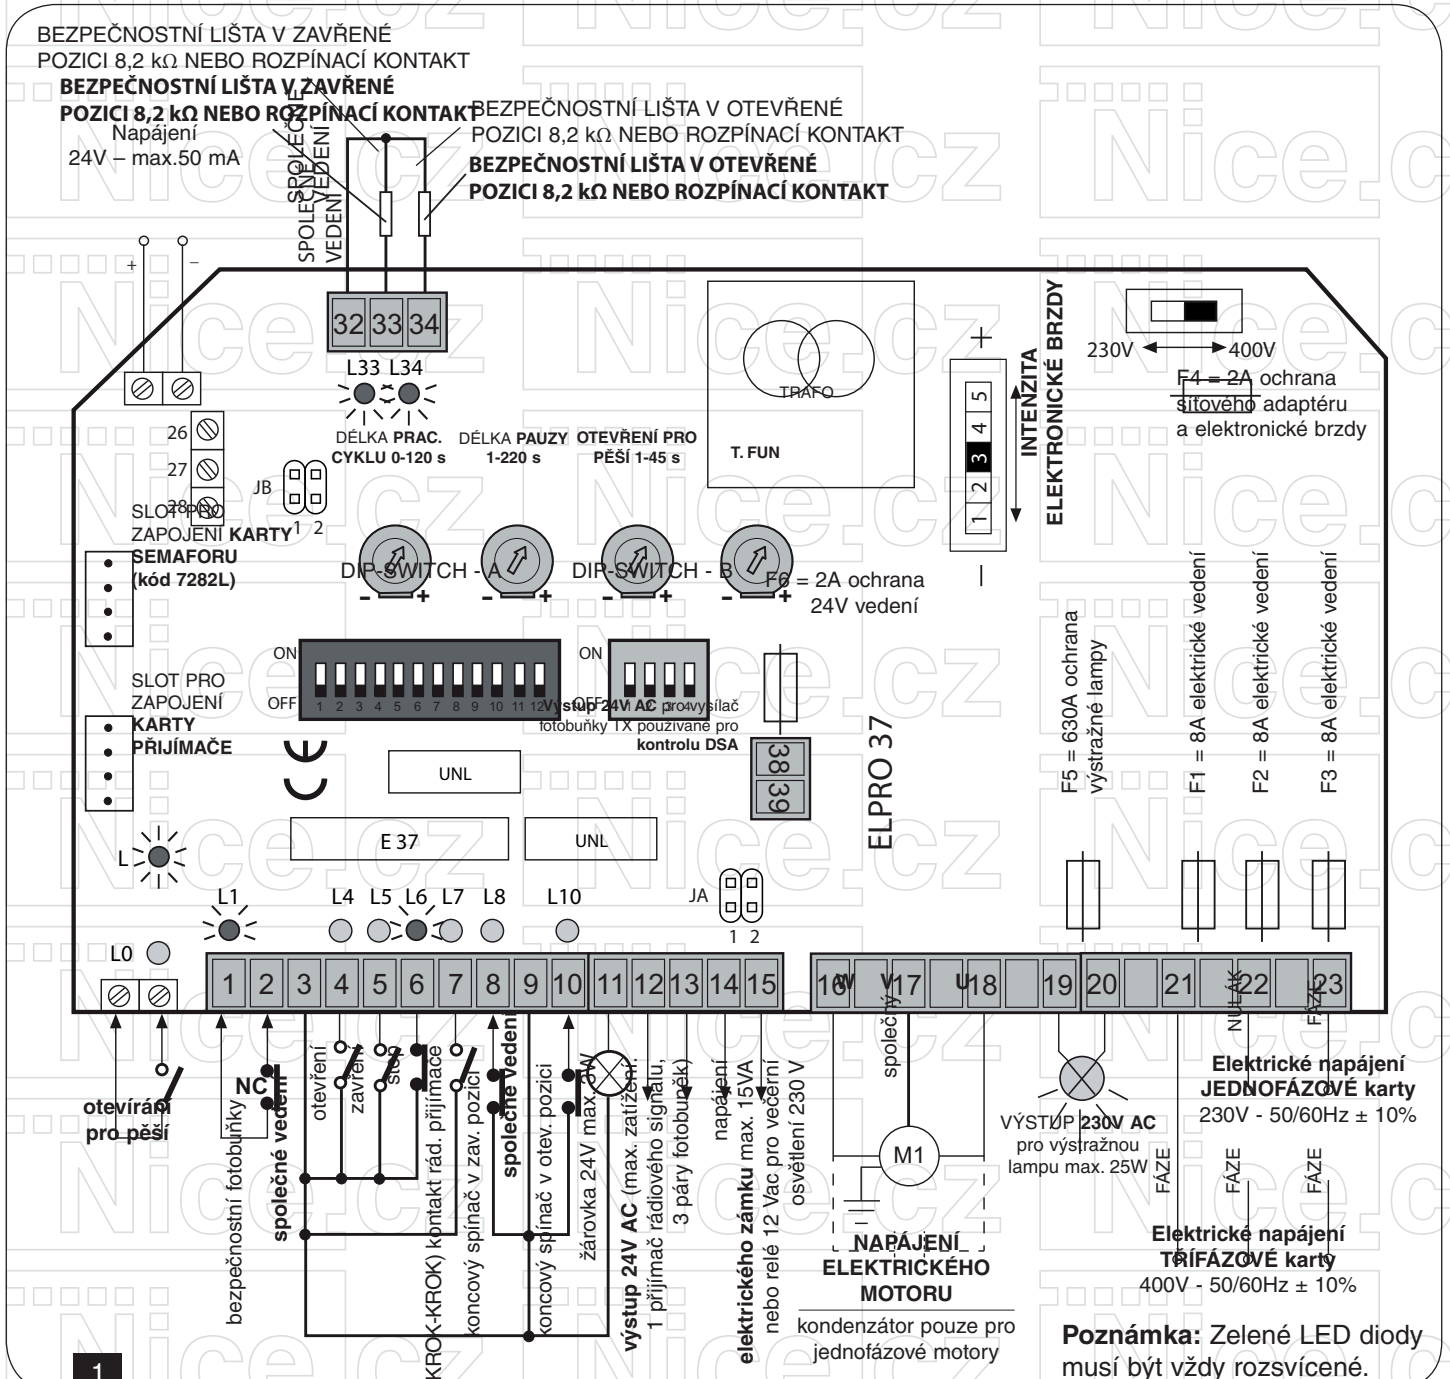 BEZPEČNOSTNÍ LIŠTA V ZAVŘENÉ
POZICI 8,2 kΩ NEBO ROZPÍNACÍ KONTAKT
BEZPEČNOSTNÍ LIŠTA V ZAVŘENÉ
POZICI 8,2 kΩ NEBO ROZPÍNACÍ KONTAKT
Napájení
24V – max.50 mA
BEZPEČNOSTNÍ LIŠTA V OTEVŘENÉ
POZICI 8,2 kΩ NEBO ROZPÍNACÍ KONTAKT
BEZPEČNOSTNÍ LIŠTA V OTEVŘENÉ
POZICI 8,2 kΩ NEBO ROZPÍNACÍ KONTAKT
SPOLEČNÉ
VEDENÍ
SPOLEČNÉ
VEDENÍ
+ –
32 33 34
L33 L34
26
27
28
JB
1 2
DÉLKA PRAC.
CYKLU 0-120 s
DÉLKA PAUZY
1-220 s
OTEVŘENÍ PRO
PĚŠÍ 1-45 s
T. FUN
TRAFO
+
5
4
3
2
1
–
INTENZITA
ELEKTRONICKÉ BRZDY
230V 400V
F4 = 2A ochrana
síťového adaptéru
a elektronické brzdy
SLOT PRO
ZAPOJENÍ KARTY
SEMAFORU
(kód 7282L)
- + - + - + - +
DIP-SWITCH - A
DIP-SWITCH - B
F6 = 2A ochrana
24V vedení
ON
OFF
1 2 3 4 5 6 7 8 9 10 11 12
ON
OFF
1 2 3 4
Výstup 24V AC pro vysílač
fotobuňky TX používané pro
kontrolu DSA
SLOT PRO
ZAPOJENÍ
KARTY
PŘIJÍMAČE
UNL
E 37
UNL
38
39
ELPRO 37
F5 = 630A ochrana
výstražné lampy
F1 = 8A elektrické vedení
F2 = 8A elektrické vedení
F3 = 8A elektrické vedení
L
L1
L4 L5 L6 L7 L8 L10
L0
JA
1 2
1 2 3 4 5 6 7 8 9 10 11 12 13 14 15
16 17 18 19 20 21 22 23
W V U
NULÁK
FÁZE
otevírání
pro pěší
bezpečnostní fotobuňky
NC
společné vedení
otevření
zavření
stop
KROK-KROK) kontakt rád. přijímače
koncový spínač v zav. pozici
společné Vedení
koncový spínač v otev. pozici
žárovka 24V max. 3W
výstup 24V AC (max. zatížení:
1 přijímač rádiového signálu,
3 páry fotobuněk)
napájení
elektrického zámku max. 15VA
nebo relé 12 Vac pro večerní
osvětlení 230 V
společný
M1
NAPÁJENÍ
ELEKTRICKÉHO
MOTORU
kondenzátor pouze pro
jednofázové motory
VÝSTUP 230V AC
pro výstražnou
lampu max. 25W
Elektrické napájení
JEDNOFÁZOVÉ karty
230V - 50/60Hz ± 10%
FÁZE
FÁZE
FÁZE
Elektrické napájení
TŘÍFÁZOVÉ karty
400V - 50/60Hz ± 10%
Poznámka: Zelené LED diody
musí být vždy rozsvícené.
1
Nice.cz